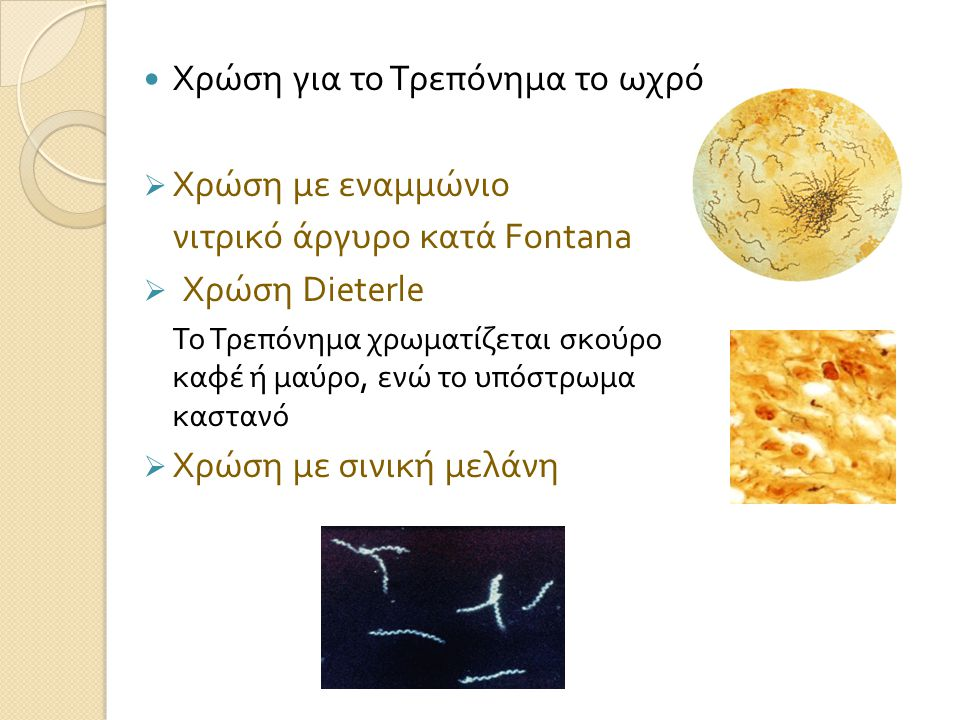 • Χρώση για το Τρεπόνημα το ωχρό
➢ Χρώση με εναμμώνιο
νιτρικό άργυρο κατά Fontana
➢ Χρώση Dieterle
Το Τρεπόνημα χρωματίζεται σκούρο
καφέ ή μαύρο, ενώ το υπόστρωμα
καστανό
➢ Χρώση με σινική μελάνη